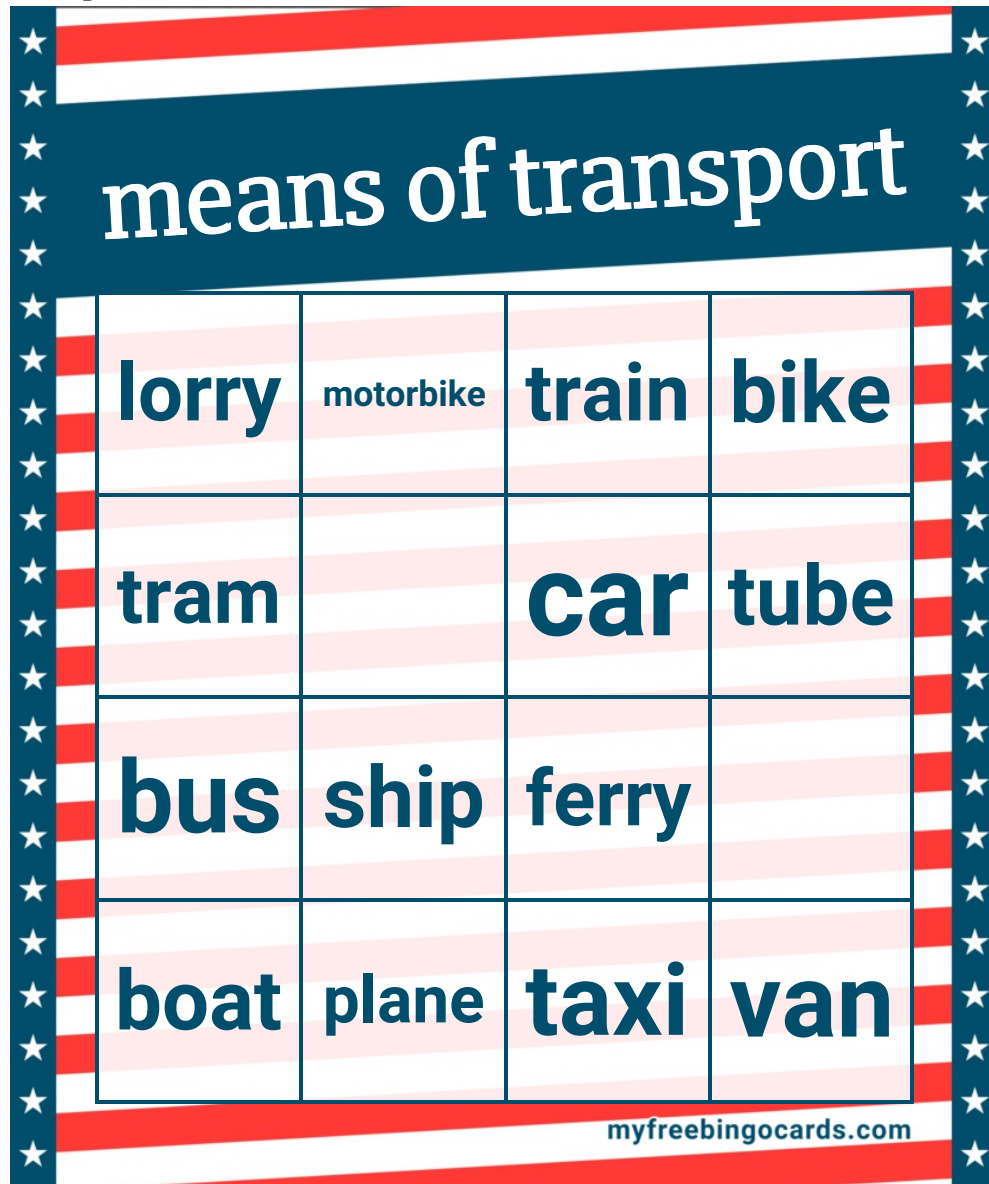 means of transport
lorry motorbike train bike
tram car tube
bus ship ferry
boat plane taxi van
myfreebingocards.com